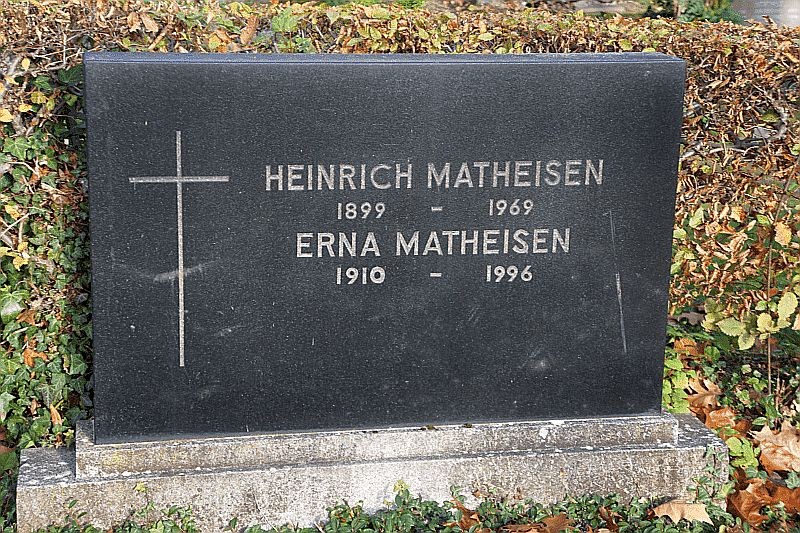 HEINRICH MATHEISEN
1899 – 1969
ERNA MATHEISEN
1910 – 1996